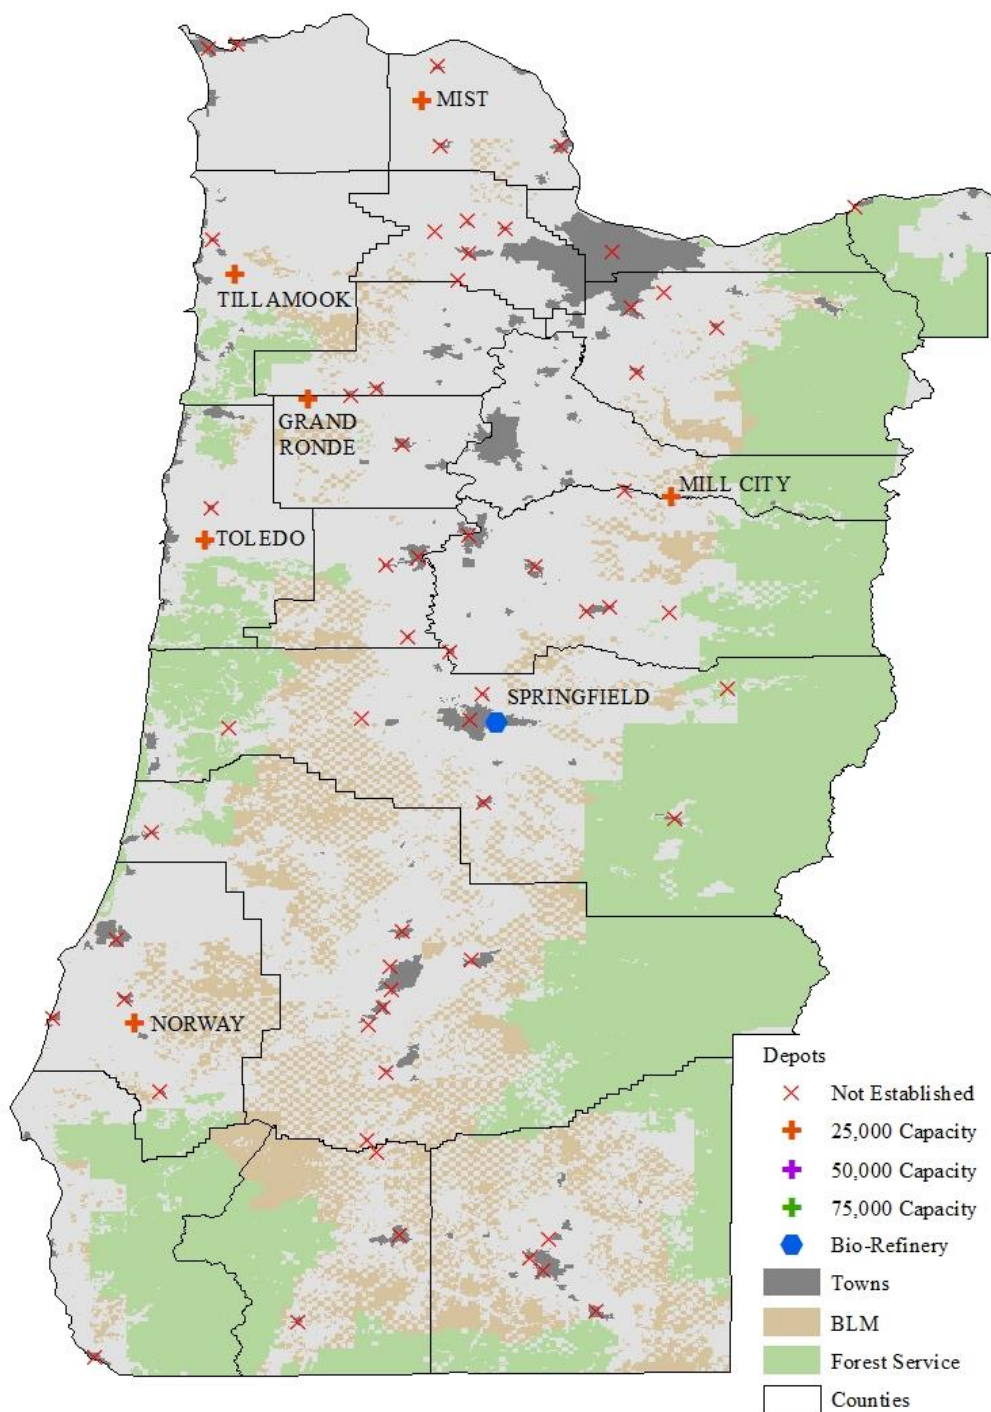 MIST
TILLAMOOK
GRAND
RONDE
MILL CITY
TOLEDO
SPRINGFIELD
NORWAY
Depots
Not Established
25,000 Capacity
50,000 Capacity
75,000 Capacity
Bio-Refinery
Towns
BLM
Forest Service
Counties